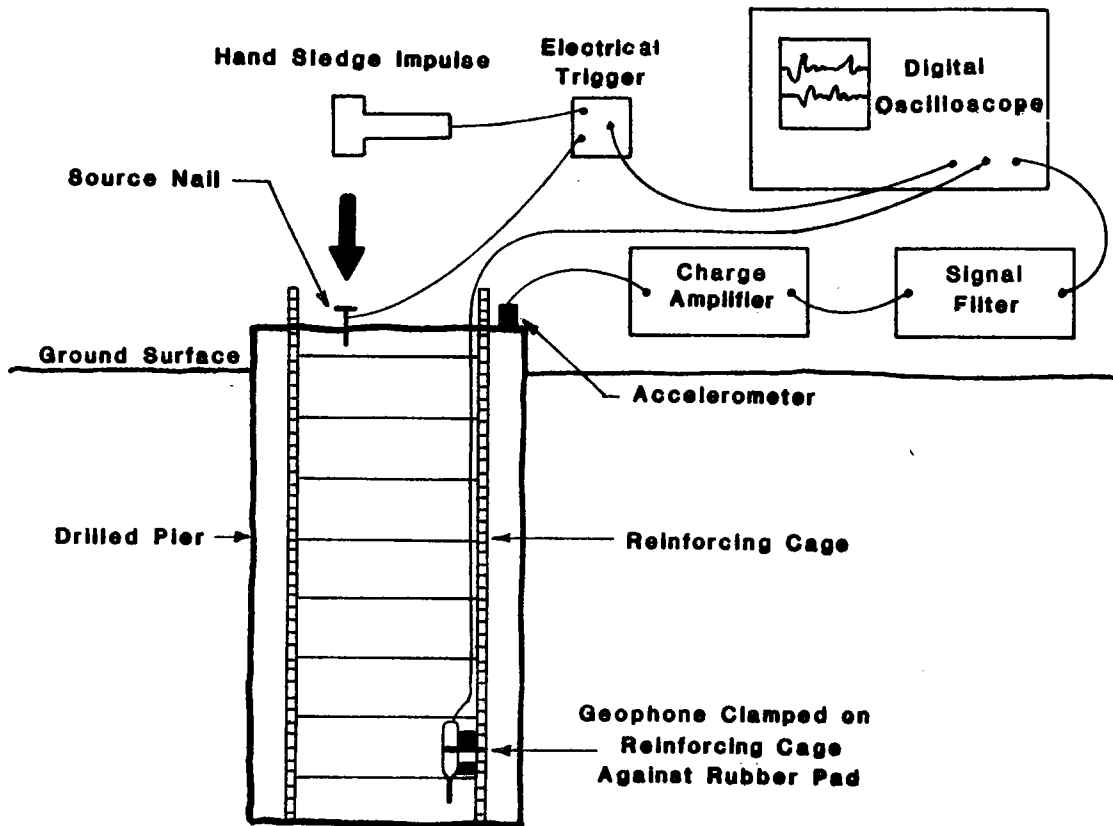 Hand Sledge Impulse
Electrical
Trigger
Digital
Oscilloscope
Source Nail
Charge
Amplifier
Signal
Filter
Ground Surface
Accelerometer
Drilled Pier
Reinforcing Cage
Geophone Clamped on
Reinforcing Cage
Against Rubber Pad